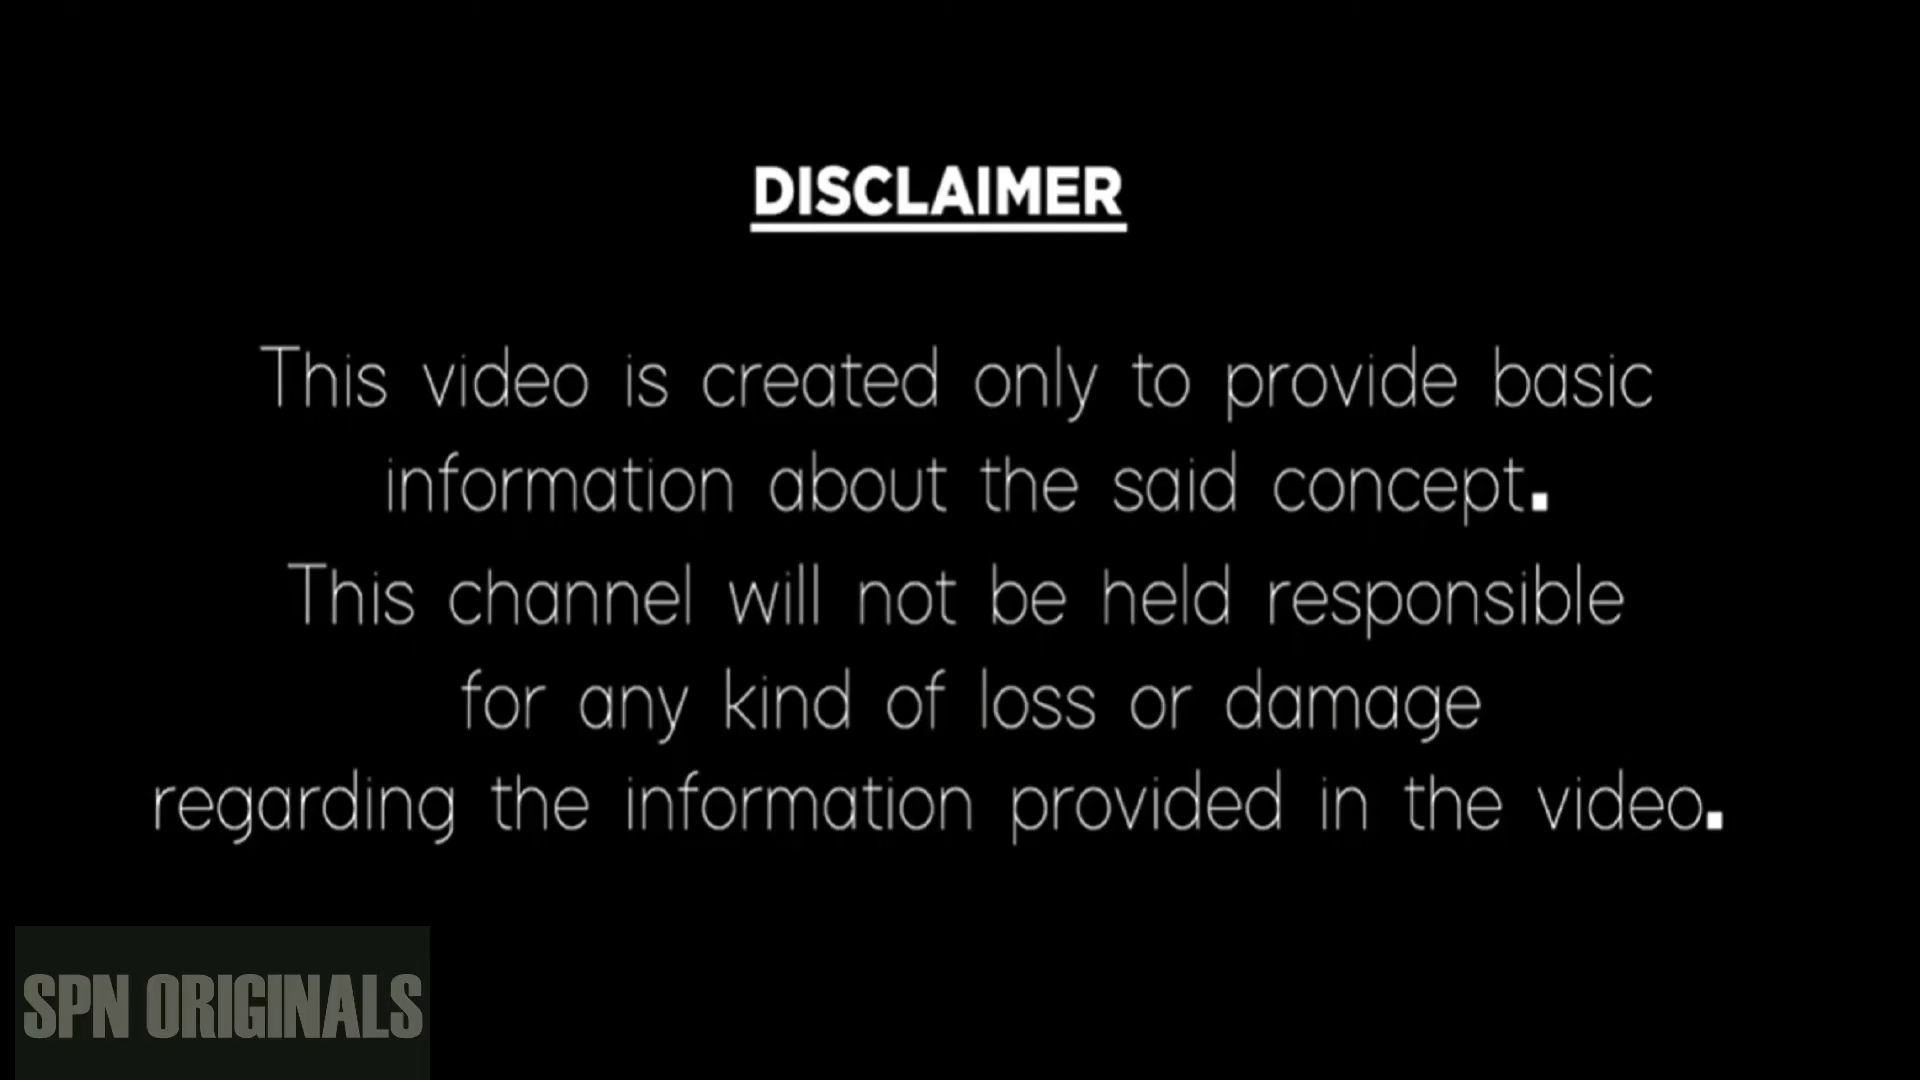 DISCLAIMER
This video is created only to provide basic
information about the said concept.
This channel will not be held responsible
for any kind of loss or damage
regarding the information provided in the video.
SPN ORIGINALS